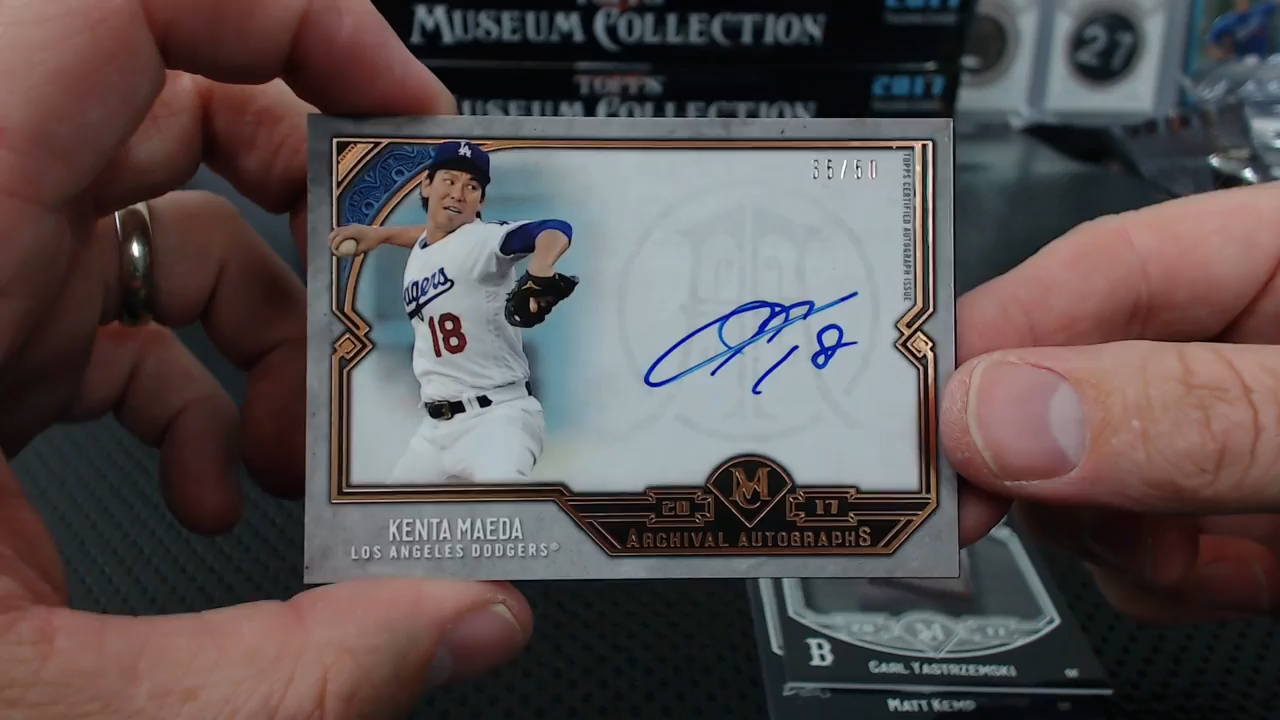 MUSEUM COLLECTION
TOPPS
2017
MUSEUM COLLECTION
27
LA
35/50
TOPPS CERTIFIED AUTOGRAPH ISSUE
18
18
MC
20 17
ARCHIVAL AUTOGRAPHS
KENTA MAEDA
LOS ANGELES DODGERS®
B
CARL YASTRZEMSKI
MATT KEMP